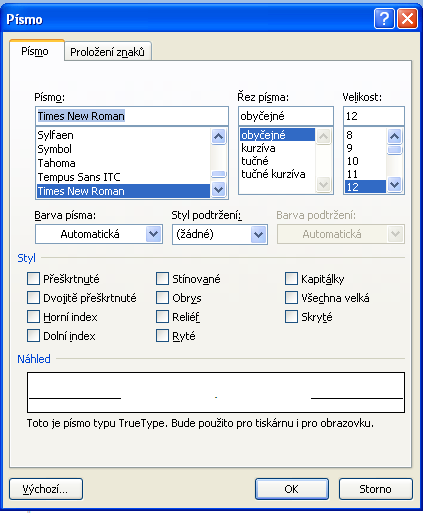 Písmo
Písmo Proložení znaků
Písmo: Řez písma: Velikost:
Times New Roman obyčejné 12
Sylfaen obyčejné 8
Symbol kurzíva 9
Tahoma tučné 10
Tempus Sans ITC tučné kurzíva 11
Times New Roman 12
Barva písma: Styl podtržení: Barva podtržení:
Automatická (žádné) Automatická
Styl
Přeškrtnuté Stínované Kapitálky
Dvojitě přeškrtnuté Obrys Všechna velká
Horní index Reliéf Skryté
Dolní index Ryté
Náhled
Toto je písmo typu TrueType. Bude použito pro tiskárnu i pro obrazovku.
Výchozí... OK Storno